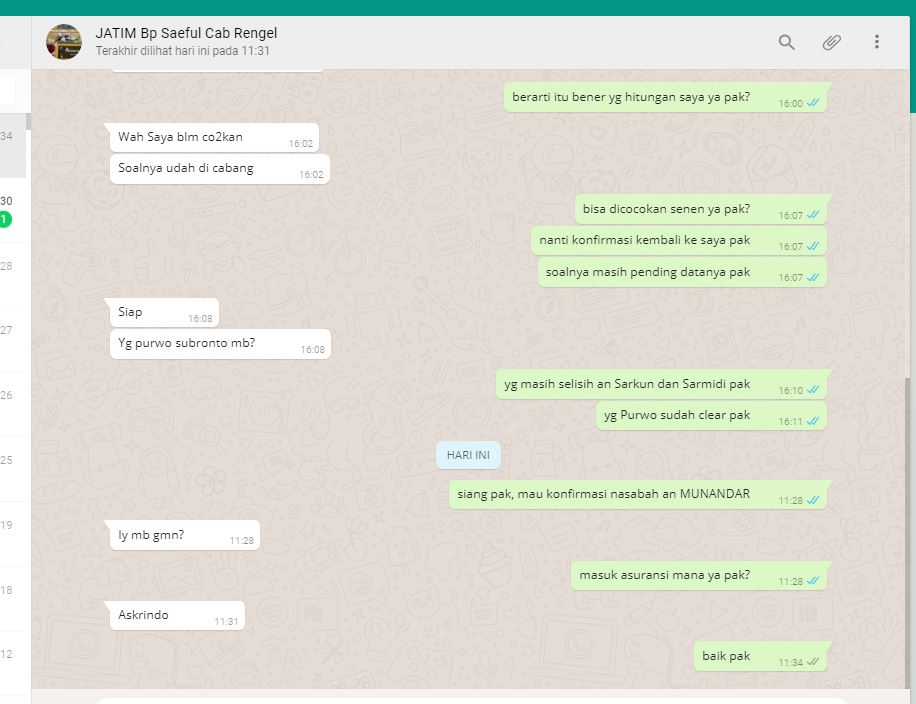 JATIM Bp Saeful Cab Rengel
Terakhir dilihat hari ini pada 11:31
berarti itu bener yg hitungan saya ya pak?
16:00
Wah Saya blm co2kan
16:02
Soalnya udah di cabang
16:02
bisa dicocokan senen ya pak?
16:07
nanti konfirmasi kembali ke saya pak
16:07
soalnya masih pending datanya pak
16:07
Siap
16:08
Yg purwo subronto mb?
16:08
yg masih selisih an Sarkun dan Sarmidi pak
16:10
yg Purwo sudah clear pak
16:11
HARI INI
siang pak, mau konfirmasi nasabah an MUNANDAR
11:28
Iy mb gmn?
11:28
masuk asuransi mana ya pak?
11:28
Askrindo
11:31
baik pak
11:34
34
30
1
28
27
26
25
19
18
12